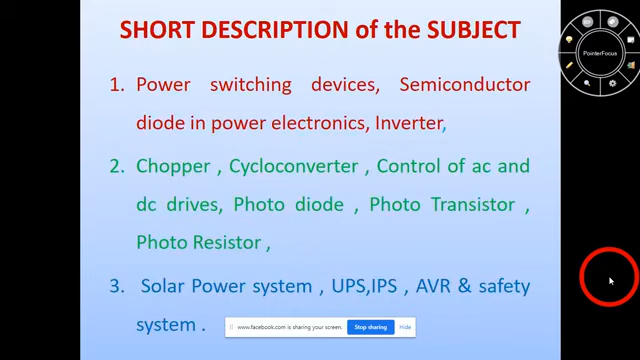 SHORT DESCRIPTION of the SUBJECT
PointerFocus
1. Power switching devices, Semiconductor
diode in power electronics, Inverter,
2. Chopper , Cycloconverter , Control of ac and
dc drives, Photo diode , Photo Transistor ,
Photo Resistor ,
3. Solar Power system , UPS,IPS , AVR & safety
system .
www.facebook.com is sharing your screen. Stop sharing Hide